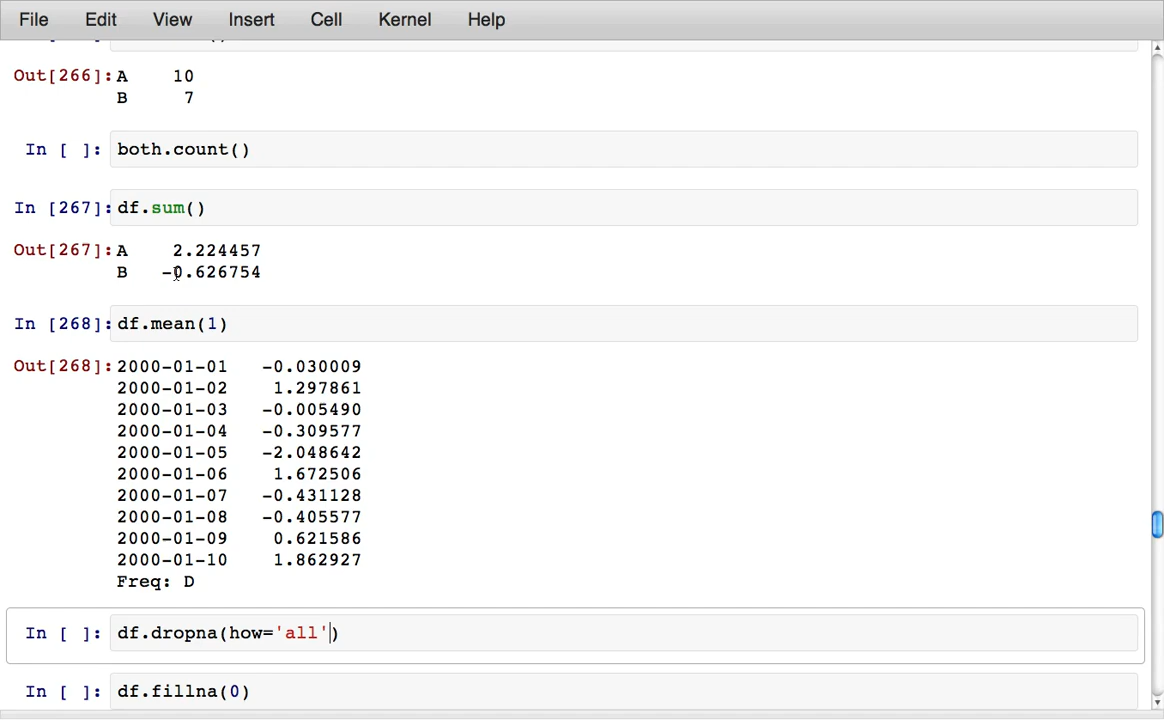 File Edit View Insert Cell Kernel Help
Out[266]: A 10
B 7
In [ ]: both.count()
In [267]: df.sum()
Out[267]: A 2.224457
B -0.626754
In [268]: df.mean(1)
Out[268]: 2000-01-01 -0.030009
2000-01-02 1.297861
2000-01-03 -0.005490
2000-01-04 -0.309577
2000-01-05 -2.048642
2000-01-06 1.672506
2000-01-07 -0.431128
2000-01-08 -0.405577
2000-01-09 0.621586
2000-01-10 1.862927
Freq: D
In [ ]: df.dropna(how='all')
In [ ]: df.fillna(0)